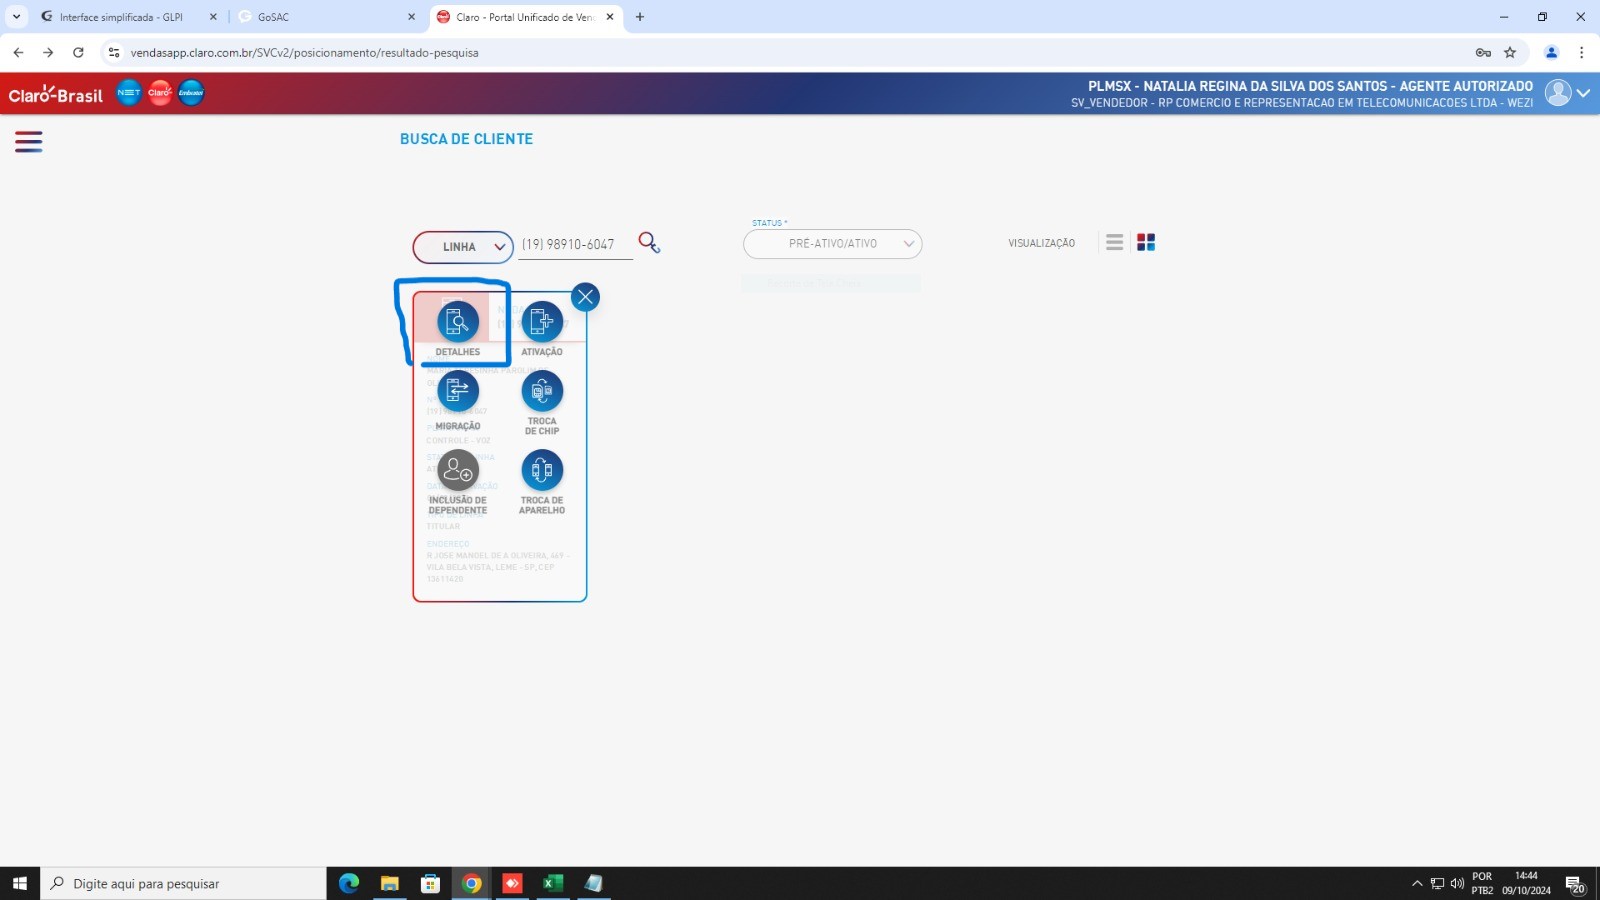 Interface simplificada - GLPI
GoSAC
Claro - Portal Unificado de Ven
vendasapp.claro.com.br/SVCv2/posicionamento/resultado-pesquisa
Claro-Brasil
NET
Claro
Embratel
PLMSX - NATALIA REGINA DA SILVA DOS SANTOS - AGENTE AUTORIZADO
SV_VENDEDOR - RP COMERCIO E REPRESENTACAO EM TELECOMUNICACOES LTDA - WEZI
BUSCA DE CLIENTE
STATUS *
LINHA
(19) 98910-6047
PRÉ-ATIVO/ATIVO
VISUALIZAÇÃO
DETALHES
ATIVAÇÃO
MIGRAÇÃO
TROCA
DE CHIP
CONTROLE - VOZ
INCLUSÃO DE
DEPENDENTE
TROCA DE
APARELHO
TITULAR
ENDEREÇO
R JOSE MANOEL DE A OLIVEIRA, 469 -
VILA BELA VISTA, LEME - SP, CEP
13611420
Digite aqui para pesquisar
POR
PTB2
14:44
09/10/2024
20